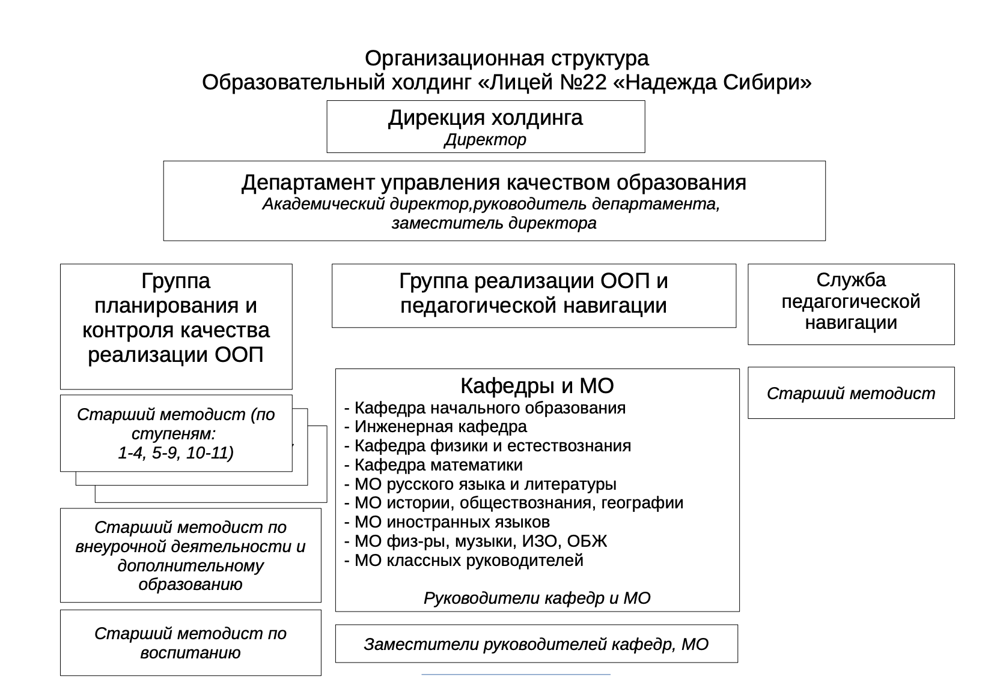 Организационная структура
Образовательный холдинг «Лицей №22 «Надежда Сибири»
Дирекция холдинга
Директор
Департамент управления качеством образования
Академический директор,руководитель департамента,
заместитель директора
Группа
планирования и
контроля качества
реализации ООП
Старший методист (по
ступеням:
1-4, 5-9, 10-11)
Старший методист по
внеурочной деятельности и
дополнительному
образованию
Старший методист по
воспитанию
Группа реализации ООП и
педагогической навигации
Кафедры и МО
- Кафедра начального образования
- Инженерная кафедра
- Кафедра физики и естествознания
- Кафедра математики
- МО русского языка и литературы
- МО истории, обществознания, географии
- МО иностранных языков
- МО физ-ры, музыки, ИЗО, ОБЖ
- МО классных руководителей
Руководители кафедр и МО
Заместители руководителей кафедр, МО
Служба
педагогической
навигации
Старший методист